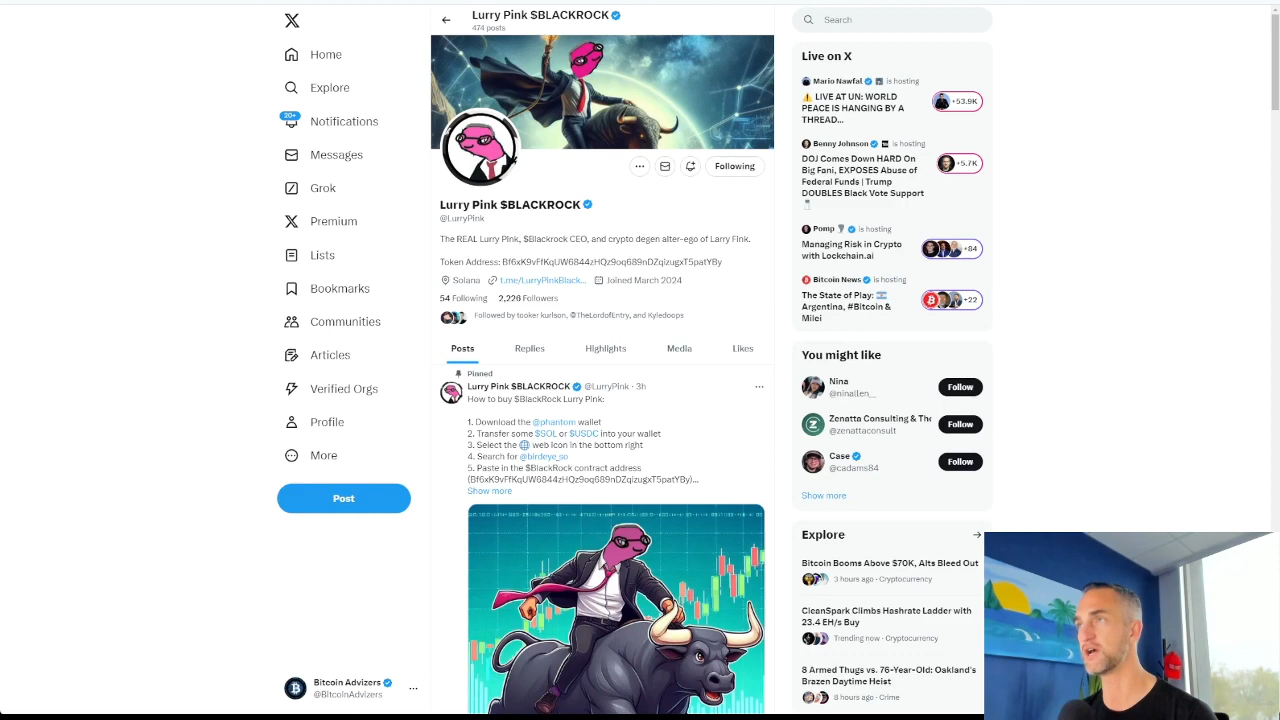 Home
Explore
20+
Notifications
Messages
Grok
Premium
Lists
Bookmarks
Communities
Articles
Verified Orgs
Profile
More
Post
Bitcoin Advizers
@BitcoinAdvizers
Lurry Pink $BLACKROCK
474 posts
Following
Lurry Pink $BLACKROCK
@LurryPink
The REAL Lurry Pink, $Blackrock CEO, and crypto degen alter-ego of Larry Fink.
Token Address: Bf6xK9vFfKqUW6844zHQz9oq689nDZqizugxT5patYBy
Solana t.me/LurryPinkBlack... Joined March 2024
54 Following 2,226 Followers
Followed by tooker kurlson, @TheLordofEntry, and Kyledoops
Posts Replies Highlights Media Likes
Pinned
Lurry Pink $BLACKROCK @LurryPink · 3h
How to buy $BlackRock Lurry Pink:
1. Download the @phantom wallet
2. Transfer some $SOL or $USDC into your wallet
3. Select the 🌐 web icon in the bottom right
4. Search for @birdeye_so
5. Paste in the $BlackRock contract address
(Bf6xK9vFfKqUW6844zHQz9oq689nDZqizugxT5patYBy)...
Show more
Search
Live on X
Mario Nawfal is hosting
⚠️ LIVE AT UN: WORLD
PEACE IS HANGING BY A
THREAD...
+53.9K
Benny Johnson is hosting
DOJ Comes Down HARD On
Big Fani, EXPOSES Abuse of
Federal Funds | Trump
DOUBLES Black Vote Support
+5.7K
Pomp is hosting
Managing Risk in Crypto
with Lockchain.ai
+84
Bitcoin News is hosting
The State of Play: 🇦🇷
Argentina, #Bitcoin &
Milei
+22
You might like
Nina
@ninallen__
Follow
Zenatta Consulting & The
@zenattaconsult
Follow
Case
@cadams84
Follow
Show more
Explore
Bitcoin Booms Above $70K, Alts Bleed Out
3 hours ago · Cryptocurrency
CleanSpark Climbs Hashrate Ladder with
23.4 EH/s Buy
Trending now · Cryptocurrency
8 Armed Thugs vs. 76-Year-Old: Oakland's
Brazen Daytime Heist
8 hours ago · Crime